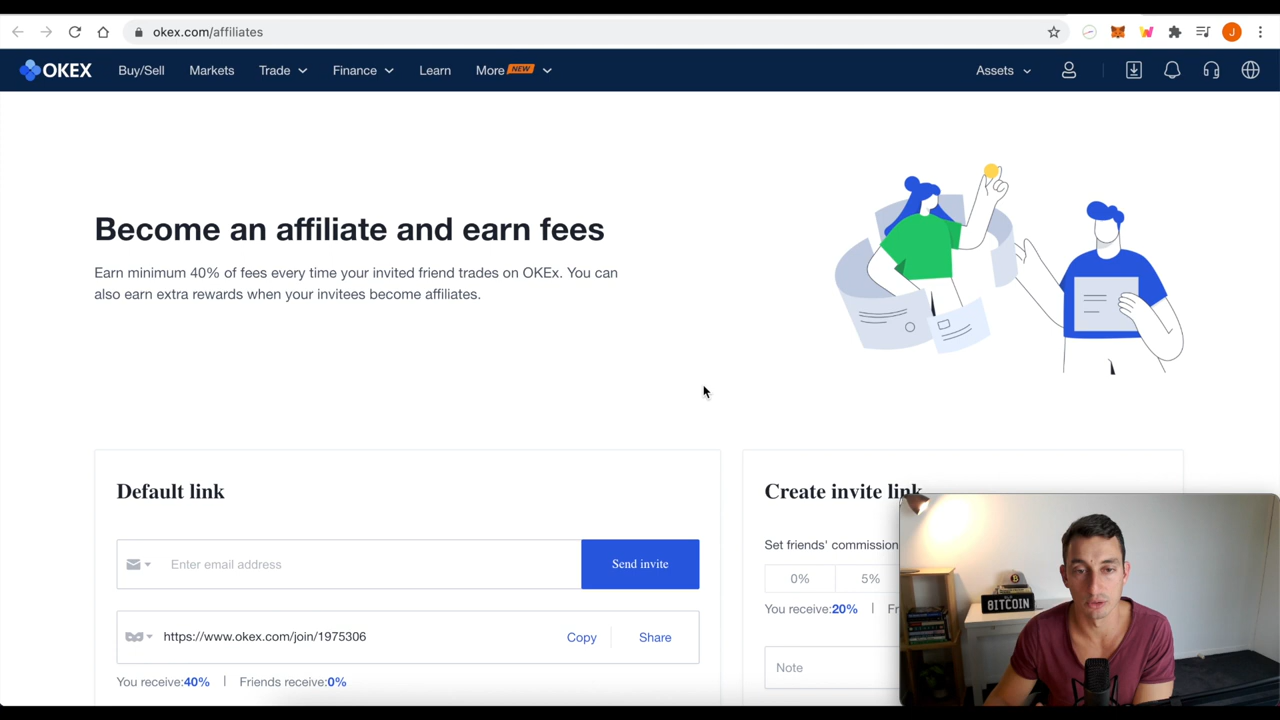 okex.com/affiliates
J
OKEX
Buy/Sell
Markets
Trade
Finance
Learn
More NEW
Assets
Become an affiliate and earn fees
Earn minimum 40% of fees every time your invited friend trades on OKEx. You can
also earn extra rewards when your invitees become affiliates.
Default link
Enter email address
Send invite
https://www.okex.com/join/1975306
Copy
Share
You receive:40% | Friends receive:0%
Create invite link
Set friends' commission
0%
5%
You receive:20% | Fr
Note
BITCOIN